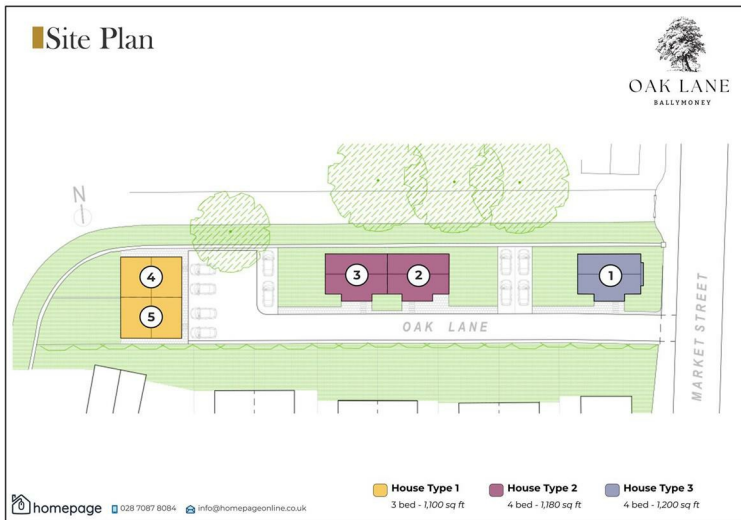 Site Plan
OAK LANE
BALLYMONEY
N
4
5
3
2
1
OAK LANE
MARKET STREET
homepage
028 7087 8084
info@homepageonline.co.uk
House Type 1
3 bed - 1,100 sq ft
House Type 2
4 bed - 1,180 sq ft
House Type 3
4 bed - 1,200 sq ft